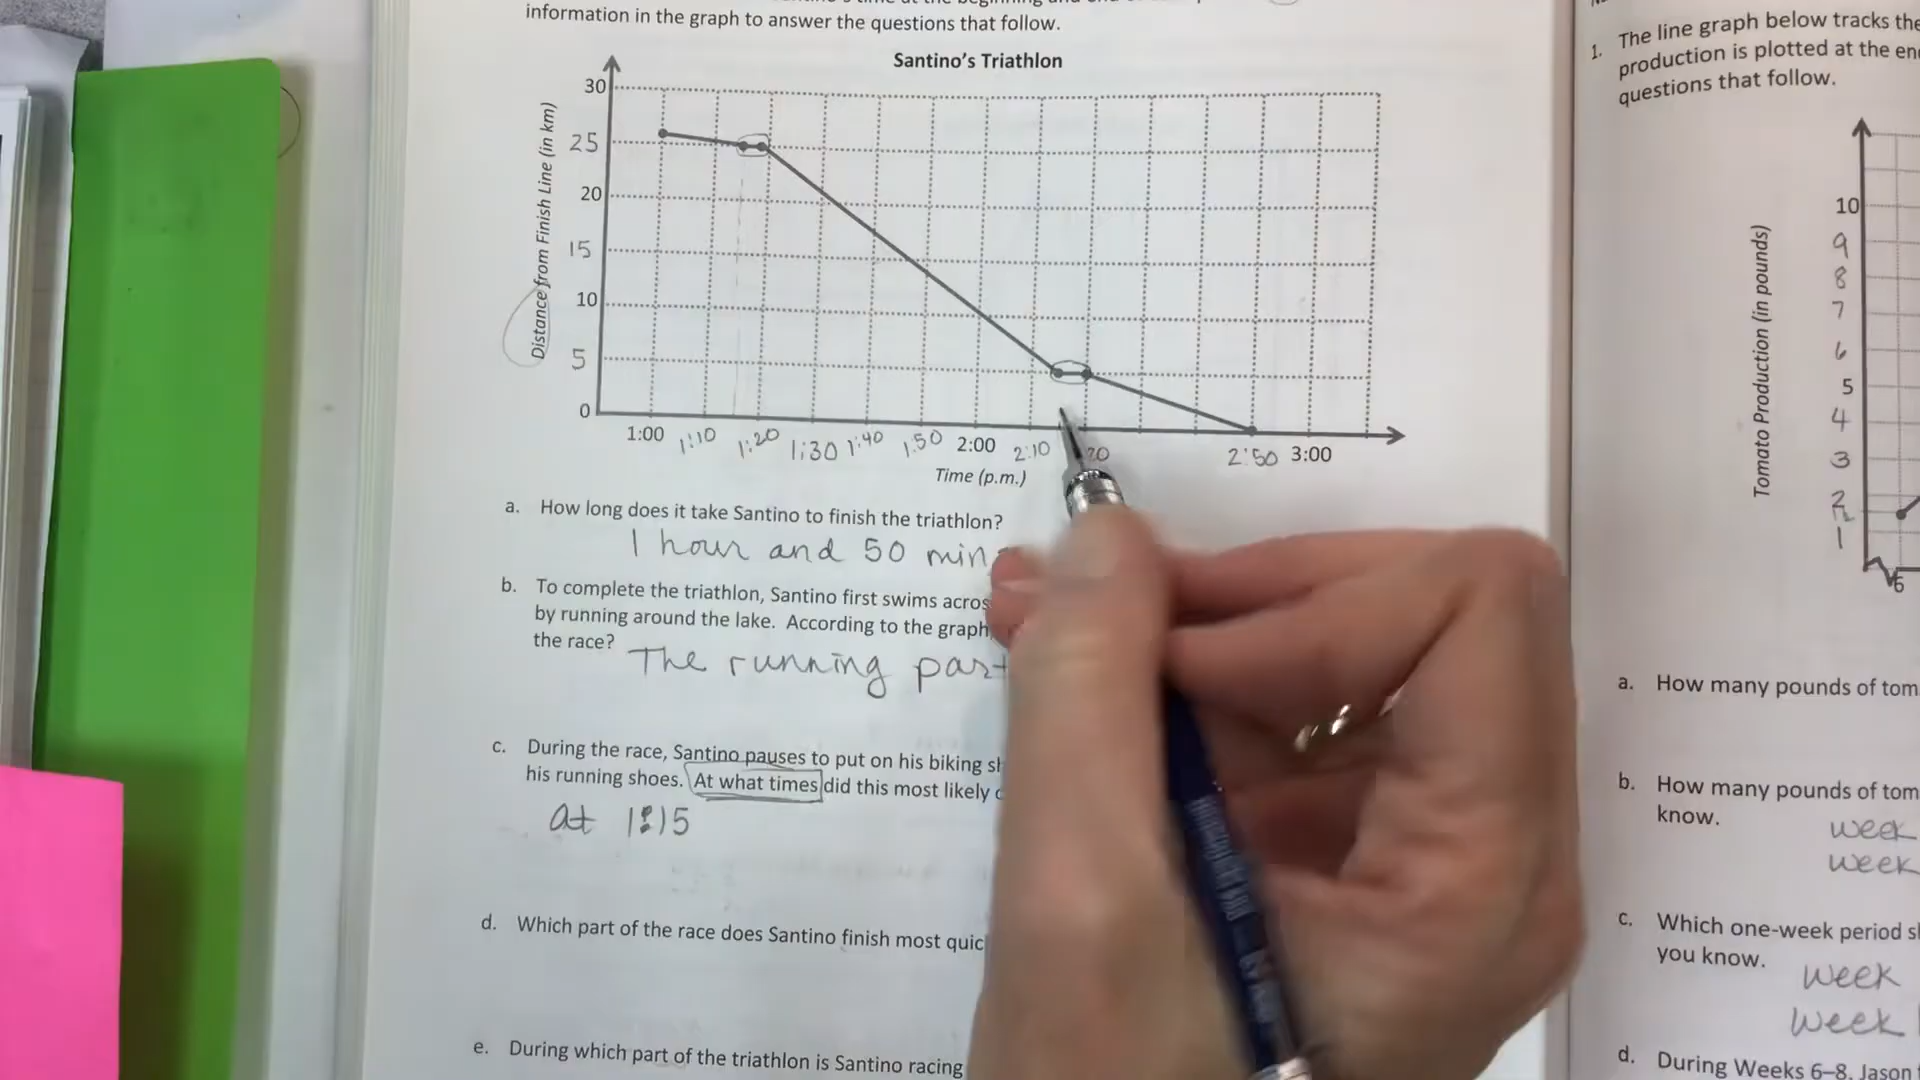 information in the graph to answer the questions that follow.
Santino's Triathlon
Distance from Finish Line (in km)
30
25
20
15
10
5
0
1:00 1:10 1:20 1:30 1:40 1:50 2:00 2:10 20 2:50 3:00
Time (p.m.)
a. How long does it take Santino to finish the triathlon?
1 hour and 50 min
b. To complete the triathlon, Santino first swims acros
by running around the lake. According to the graph,
the race?
The running part
c. During the race, Santino pauses to put on his biking sh
his running shoes. At what times did this most likely
at 1:15
d. Which part of the race does Santino finish most quic
e. During which part of the triathlon is Santino racing
1. The line graph below tracks the
production is plotted at the en
questions that follow.
Tomato Production (in pounds)
10
9
8
7
6
5
4
3
2
1
6
a. How many pounds of tom
b. How many pounds of tom
know.
week
week
c. Which one-week period s
you know.
week
week
d. During Weeks 6–8, Jason